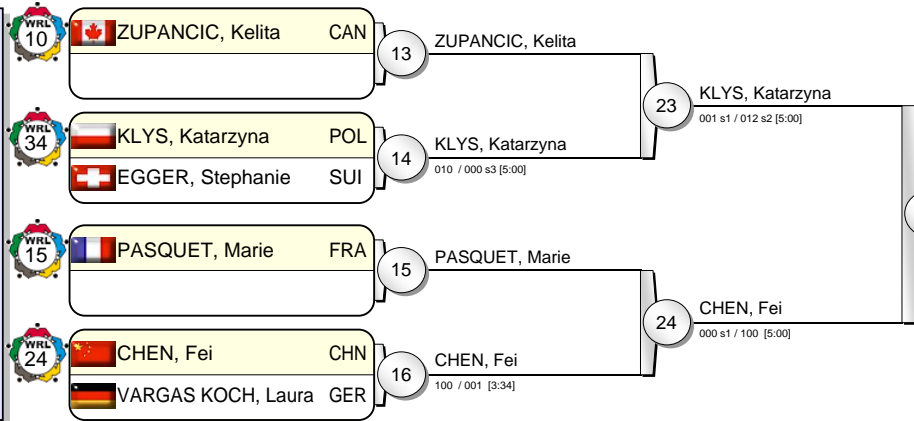 WRL
10
ZUPANCIC, Kelita CAN
13
ZUPANCIC, Kelita
23
KLYS, Katarzyna
001 s1 / 012 s2 [5:00]
WRL
34
KLYS, Katarzyna POL
EGGER, Stephanie SUI
14
KLYS, Katarzyna
010 / 000 s3 [5:00]
WRL
15
PASQUET, Marie FRA
15
PASQUET, Marie
24
CHEN, Fei
000 s1 / 100 [5:00]
WRL
24
CHEN, Fei CHN
VARGAS KOCH, Laura GER
16
CHEN, Fei
100 / 001 [3:34]